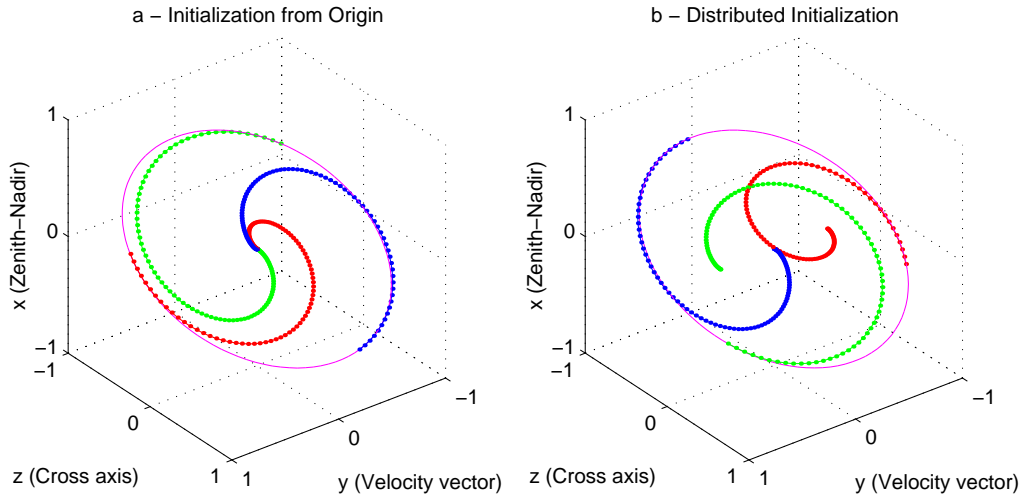 a − Initialization from Origin
1
0
−1
−1
0
1
1
0
−1
x (Zenith−Nadir)
z (Cross axis)
y (Velocity vector)
b − Distributed Initialization
1
0
−1
−1
0
1
1
0
−1
x (Zenith−Nadir)
z (Cross axis)
y (Velocity vector)